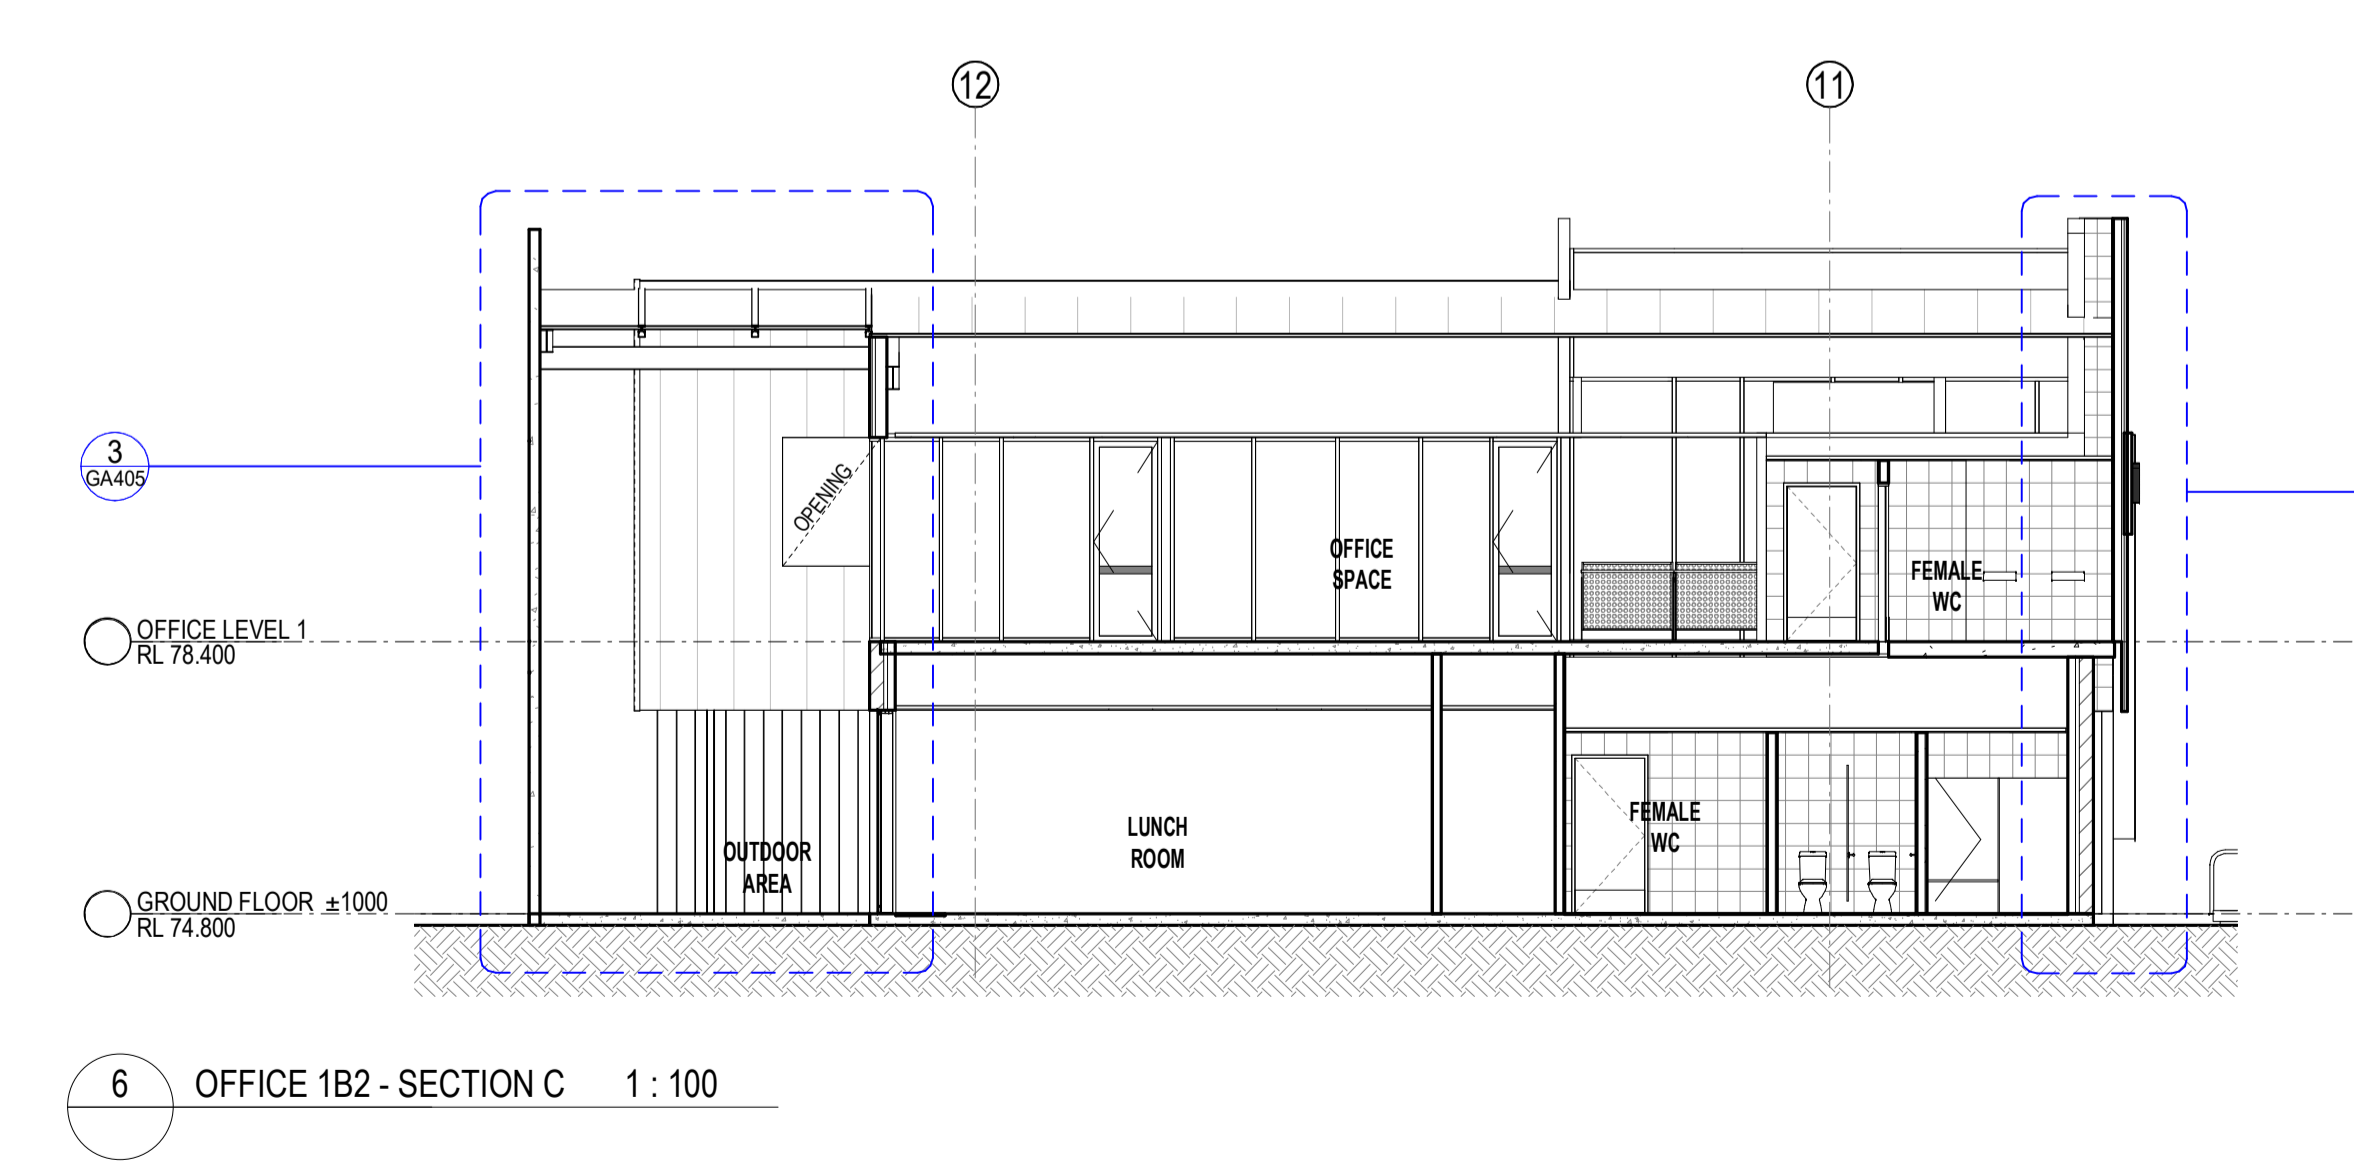 12
11
3
GA405
OPENING
OFFICE
SPACE
FEMALE
WC
OFFICE LEVEL 1
RL 78.400
LUNCH
ROOM
FEMALE
WC
OUTDOOR
AREA
GROUND FLOOR ±1000
RL 74.800
6
OFFICE 1B2 - SECTION C 1 : 100